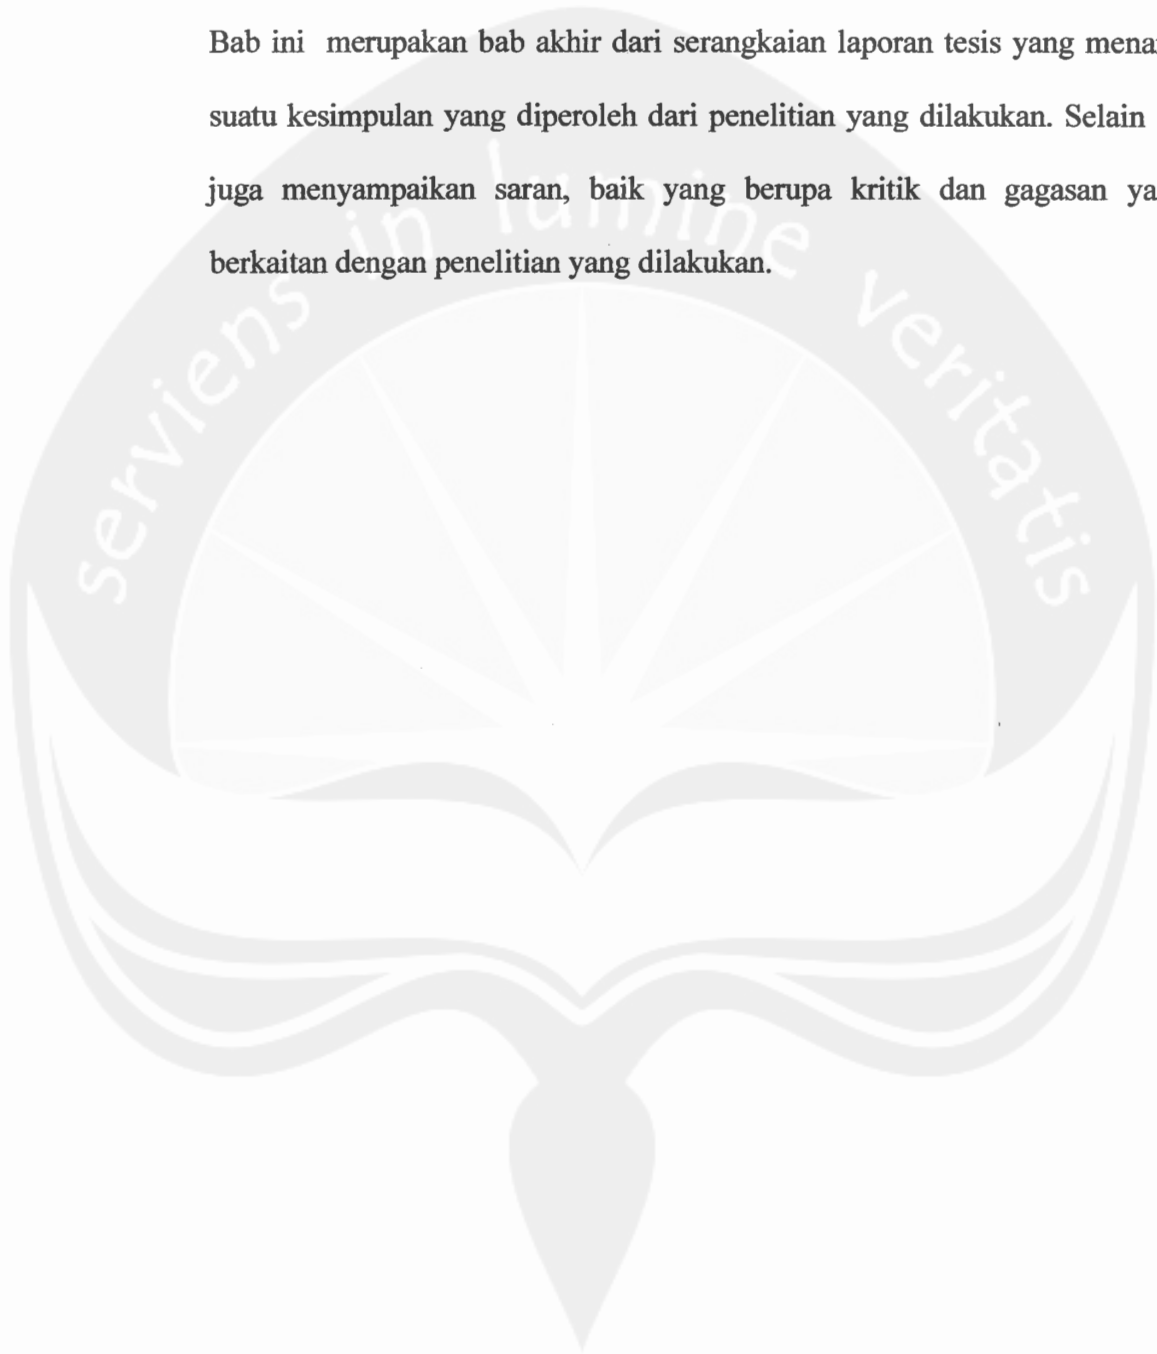 Bab ini merupakan bab akhir dari serangkaian laporan tesis yang
suatu kesimpulan yang diperoleh dari penelitian yang dilakukan. Selain
juga menyampaikan saran, baik yang berupa kritik dan gagasan
berkaitan dengan penelitian yang dilakukan.
serviens in lumine veritatis